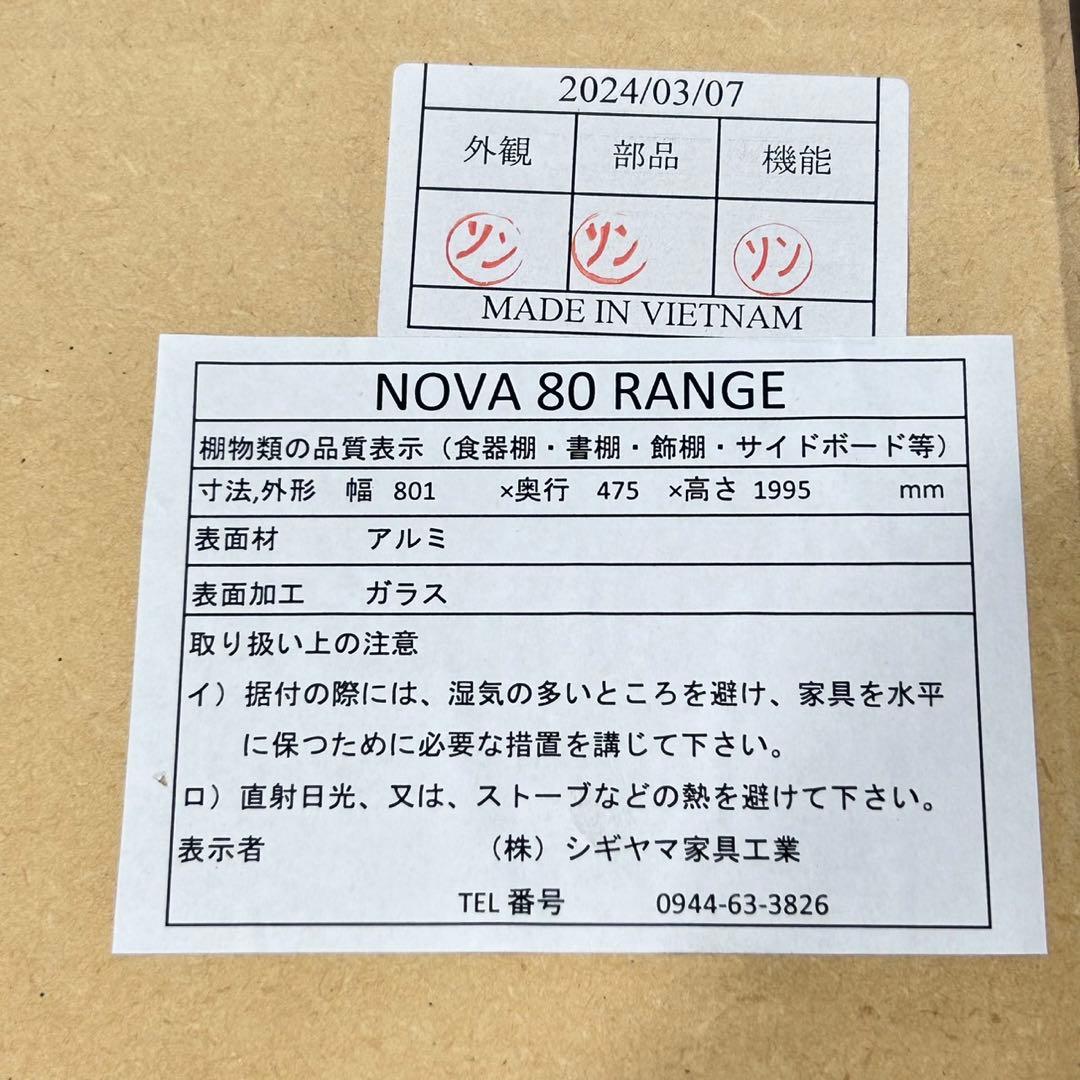 2024/03/07
外観 部品 機能
ソン ソン ソン
MADE IN VIETNAM
NOVA 80 RANGE
棚物類の品質表示（食器棚・書棚・飾棚・サイドボード等）
寸法,外形 幅 801 ×奥行 475 ×高さ 1995 mm
表面材 アルミ
表面加工 ガラス
取り扱い上の注意
イ）据付の際には、湿気の多いところを避け、家具を水平
に保つために必要な措置を講じて下さい。
ロ）直射日光、又は、ストーブなどの熱を避けて下さい。
表示者 （株）シギヤマ家具工業
TEL 番号 0944-63-3826